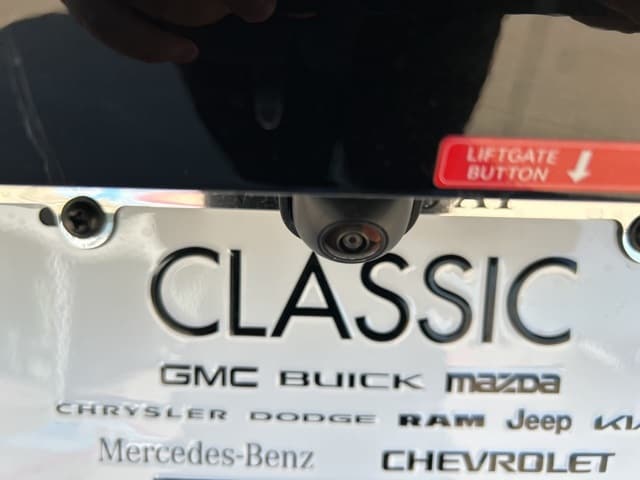 LIFTGATE
BUTTON
CLASSIC
GMC BUICK mazda
CHRYSLER DODGE RAM Jeep
Mercedes-Benz CHEVROLET